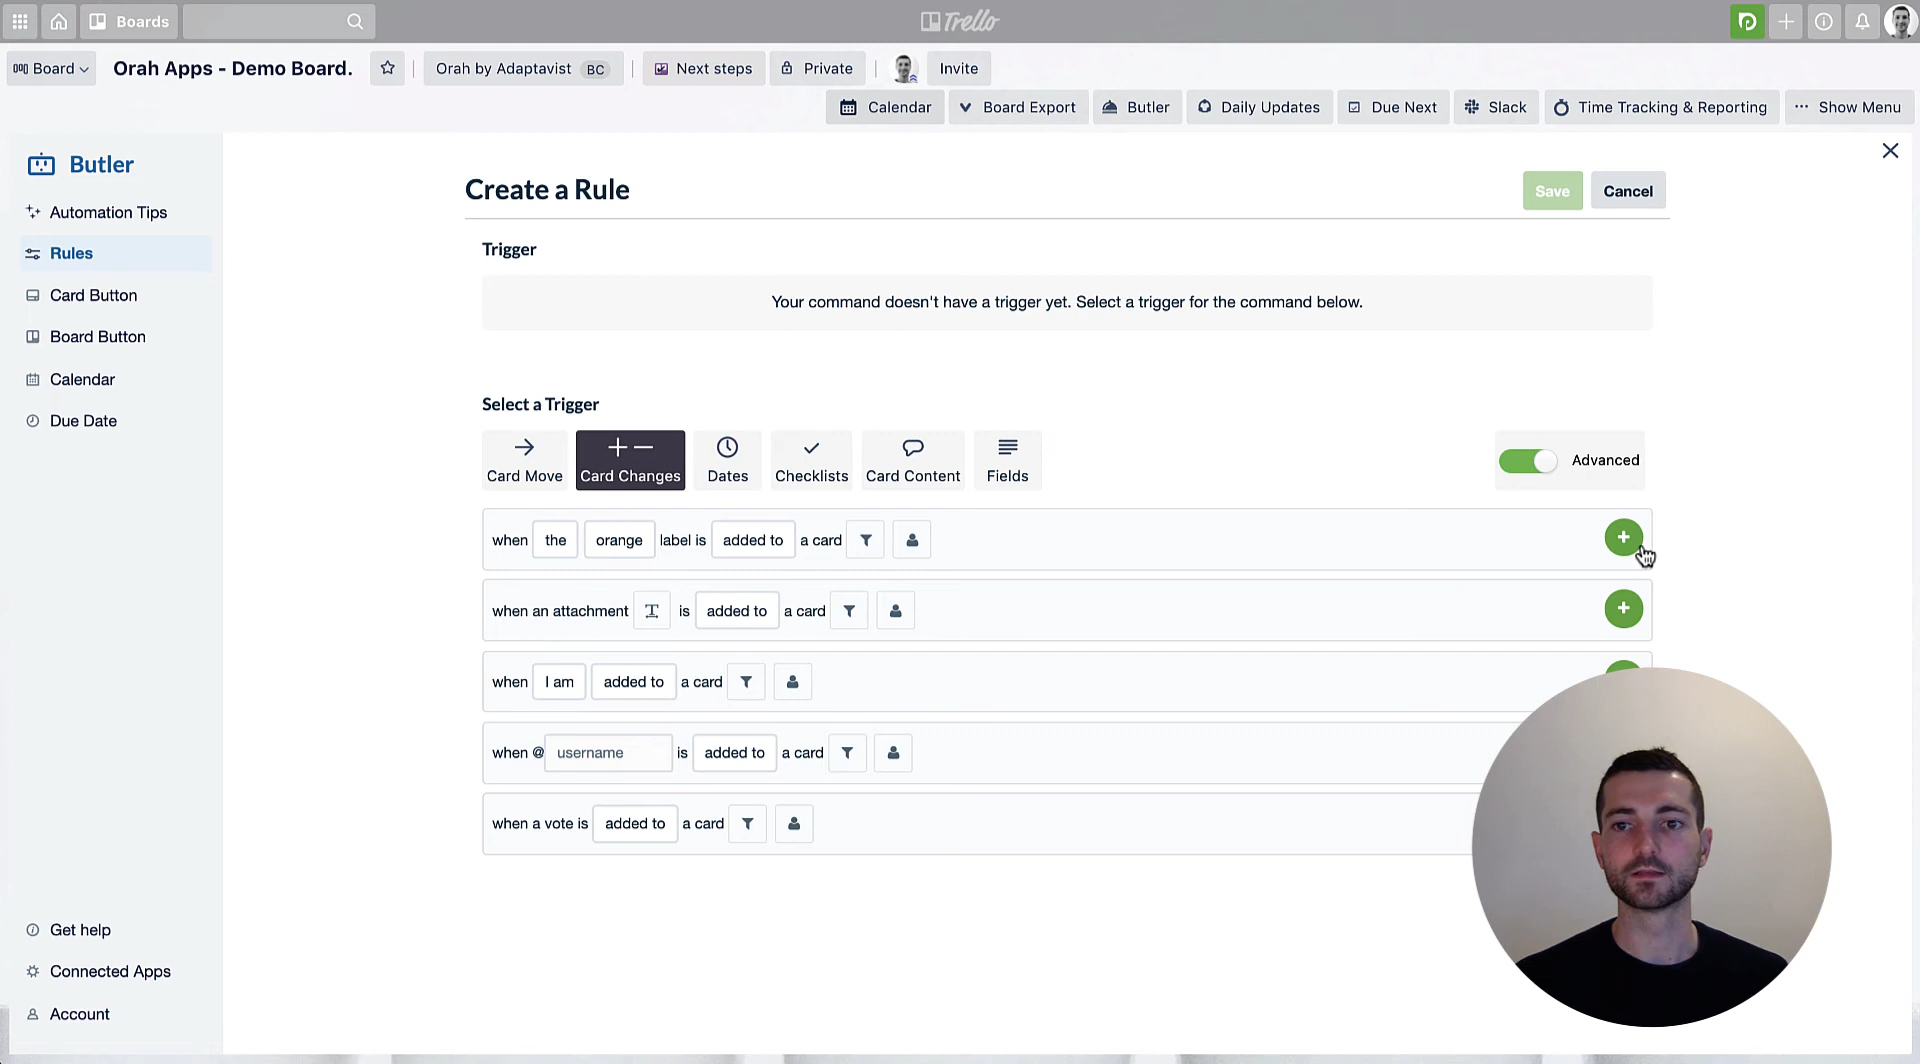 Boards
Trello
Board
Orah Apps - Demo Board.
Orah by Adaptavist BC
Next steps
Private
Invite
Calendar
Board Export
Butler
Daily Updates
Due Next
Slack
Time Tracking & Reporting
Show Menu
Butler
Automation Tips
Rules
Card Button
Board Button
Calendar
Due Date
Get help
Connected Apps
Account
Create a Rule
Save
Cancel
Trigger
Your command doesn't have a trigger yet. Select a trigger for the command below.
Select a Trigger
Card Move
Card Changes
Dates
Checklists
Card Content
Fields
Advanced
when the orange label is added to a card
when an attachment is added to a card
when I am added to a card
when @ username is added to a card
when a vote is added to a card